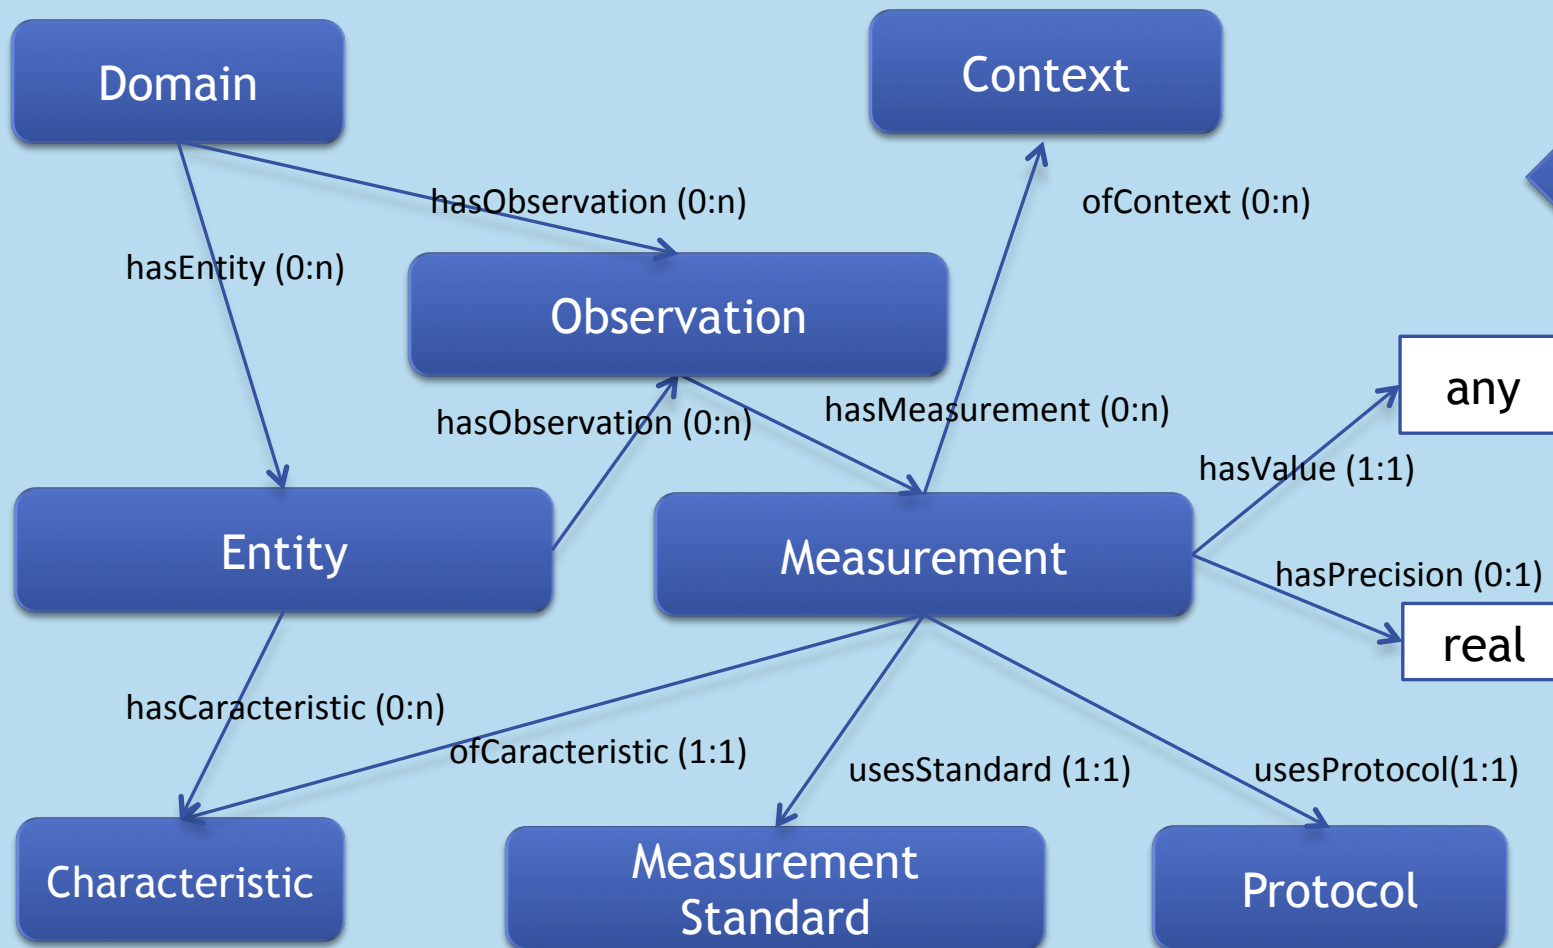 Domain
Context
hasObservation (0:n)
ofContext (0:n)
hasEntity (0:n)
Observation
any
hasObservation (0:n)
hasMeasurement (0:n)
hasValue (1:1)
Entity
Measurement
hasPrecision (0:1)
real
hasCaracteristic (0:n)
ofCaracteristic (1:1)
usesStandard (1:1)
usesProtocol(1:1)
Characteristic
Measurement
Standard
Protocol